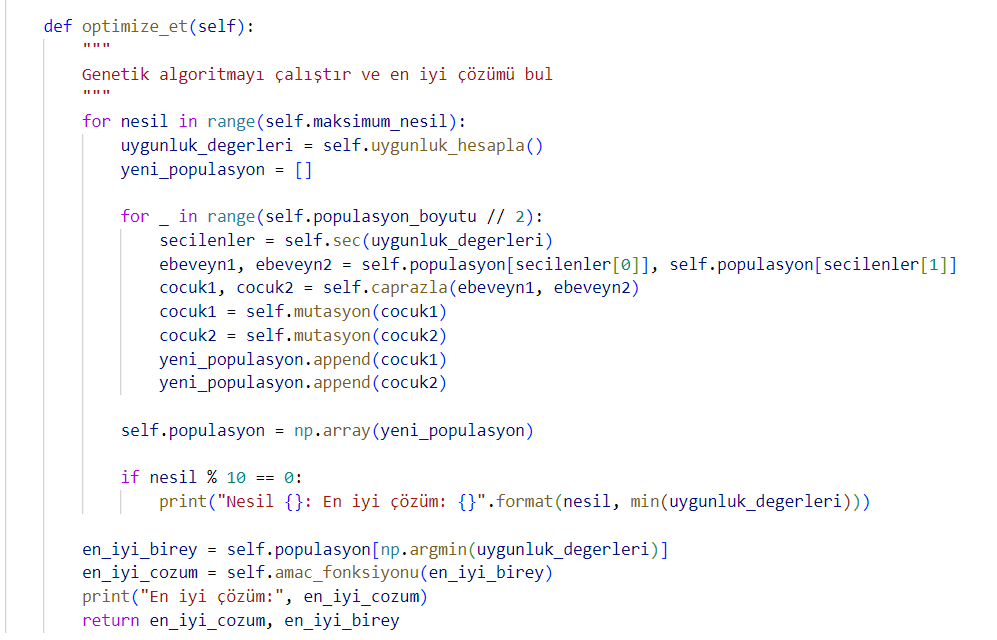 def optimize_et(self):
"""
Genetik algoritmayı çalıştır ve en iyi çözümü bul
"""
for nesil in range(self.maksimum_nesil):
uygunluk_degerleri = self.uygunluk_hesapla()
yeni_populasyon = []
for _ in range(self.populasyon_boyutu // 2):
secilenler = self.sec(uygunluk_degerleri)
ebeveyn1, ebeveyn2 = self.populasyon[secilenler[0]], self.populasyon[secilenler[1]]
cocuk1, cocuk2 = self.caprazla(ebeveyn1, ebeveyn2)
cocuk1 = self.mutasyon(cocuk1)
cocuk2 = self.mutasyon(cocuk2)
yeni_populasyon.append(cocuk1)
yeni_populasyon.append(cocuk2)
self.populasyon = np.array(yeni_populasyon)
if nesil % 10 == 0:
print("Nesil {}: En iyi çözüm: {}".format(nesil, min(uygunluk_degerleri)))
en_iyi_birey = self.populasyon[np.argmin(uygunluk_degerleri)]
en_iyi_cozum = self.amac_fonksiyonu(en_iyi_birey)
print("En iyi çözüm:", en_iyi_cozum)
return en_iyi_cozum, en_iyi_birey